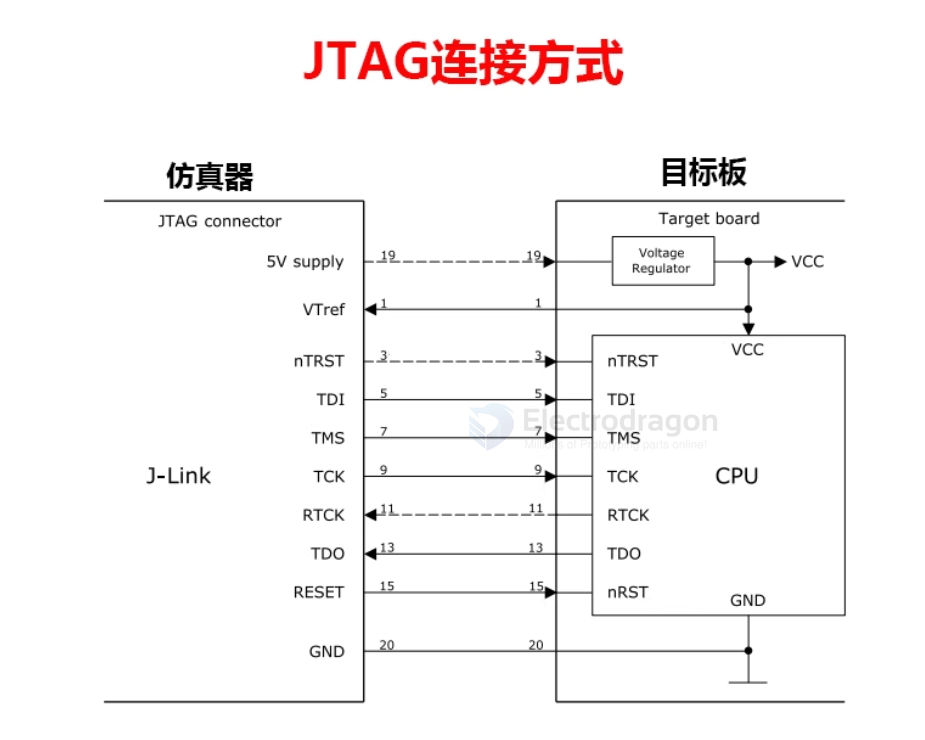 JTAG连接方式
仿真器
目标板
JTAG connector
Target board
5V supply 19 19 Voltage Regulator VCC
VTref 1 1
VCC
nTRST 3 3 nTRST
TDI 5 5 TDI
Electrodragon
TMS 7 7 TMS
Millions of Prototyping parts online!
J-Link TCK 9 9 TCK CPU
RTCK 11 11 RTCK
TDO 13 13 TDO
RESET 15 15 nRST
GND
GND 20 20